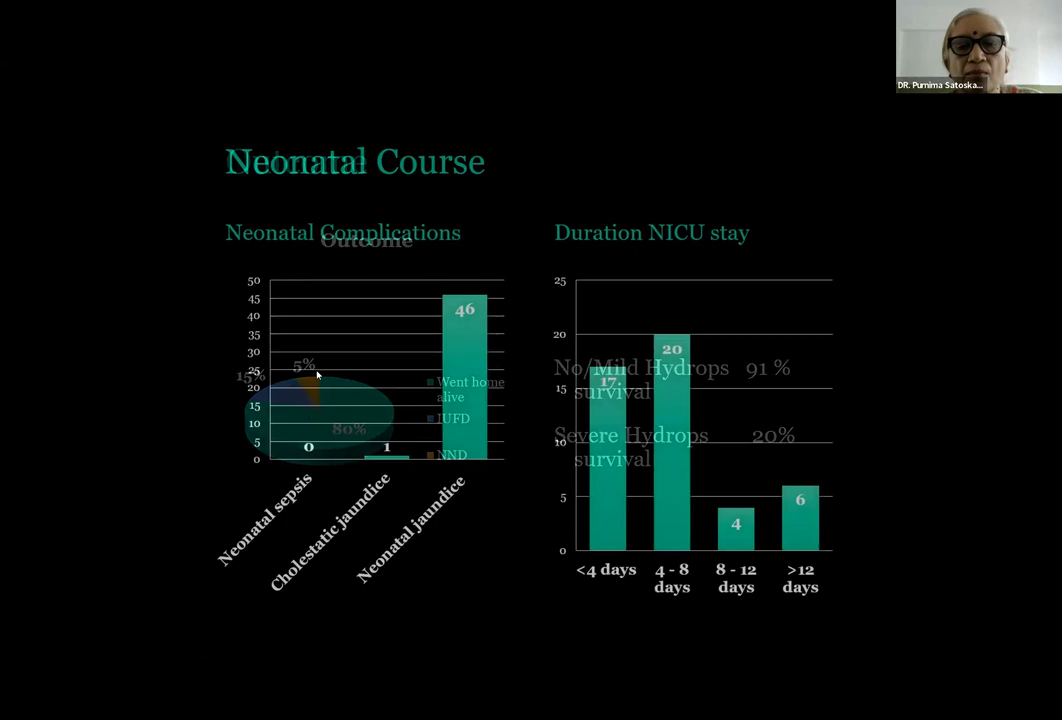 DR. Purnima Satoska...
Neonatal Course
Outcome
Neonatal Complications
Outcome
50
45
40
35
30
25
20
15
10
5
0
0
1
46
Neonatal sepsis
Cholestatic jaundice
Neonatal jaundice
5%
15%
80%
Went home
alive
IUFD
NND
Duration NICU stay
25
20
15
10
5
0
17.
20
4
6
<4 days
4 - 8
days
8 - 12
days
>12
days
No/Mild Hydrops 91 %
survival
Severe Hydrops 20%
survival